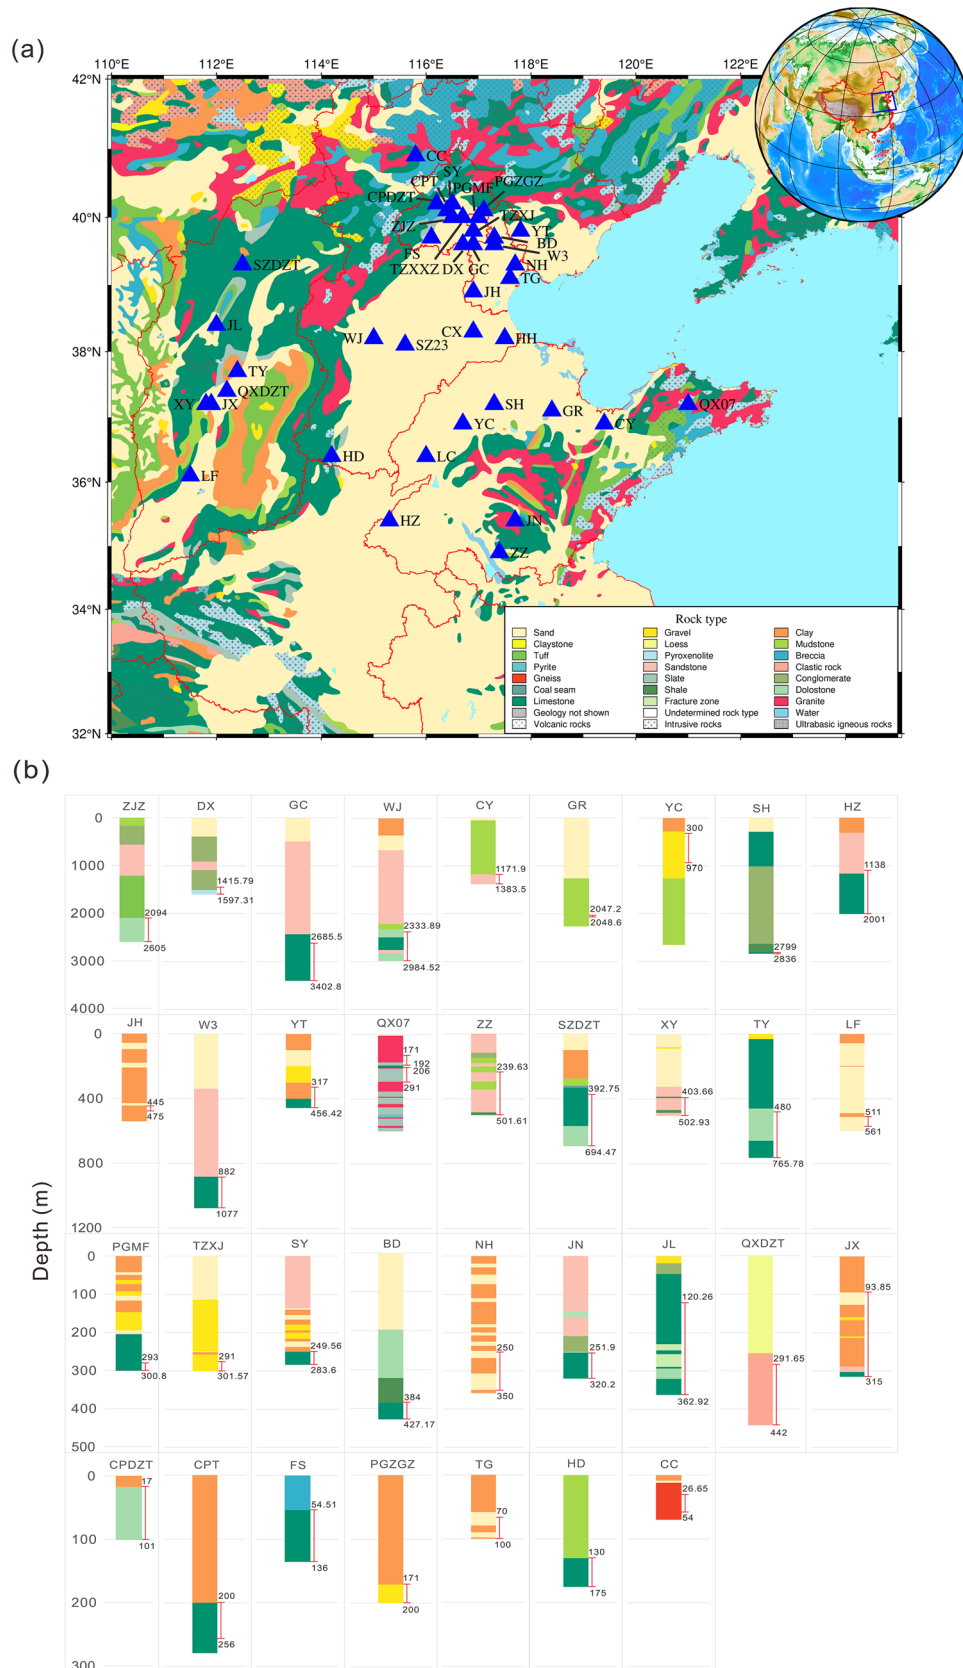 (a)
110°E 112°E 114°E 116°E 118°E 120°E 122°E
42°N
40°N
38°N
36°N
34°N
32°N
CC
SY
CPT
PGMF
PGZGZ
CPDZT
TZXJ
ZJZ
YT
BD
FS
W3
TZXXZ DX GC
NH
TG
SZDZT
JH
JL
CX
WJ
SZ23
HH
TY
QXDZT
XY
JX
SH
GR
QX07
YC
CY
HD
LC
LF
HZ
JN
ZZ
Rock type
Sand Gravel Clay
Claystone Loess Mudstone
Tuff Pyroxenolite Breccia
Pyrite Sandstone Clastic rock
Gneiss Slate Conglomerate
Coal seam Shale Dolostone
Limestone Fracture zone Granite
Geology not shown Undetermined rock type Water
Volcanic rocks Intrusive rocks Ultrabasic igneous rocks
(b)
Depth (m)
ZJZ DX GC WJ CY GR YC SH HZ
0
1000
2000
3000
4000
2094
2605
1415.79
1597.31
2685.5
3402.8
2333.89
2984.52
1171.9
1383.5
2047.2
2048.6
300
970
2799
2836
1138
2001
JH W3 YT QX07 ZZ SZDZT XY TY LF
0
400
800
1200
445
475
882
1077
317
456.42
171
192
206
291
239.63
501.61
392.75
694.47
403.66
502.93
480
765.78
511
561
PGMF TZXJ SY BD NH JN JL QXDZT JX
0
100
200
300
400
500
293
300.8
291
301.57
249.56
283.6
384
427.17
250
350
251.9
320.2
120.26
362.92
291.65
442
93.85
315
CPDZT CPT FS PGZGZ TG HD CC
0
100
200
300
17
101
200
256
54.51
136
171
200
70
100
130
175
26.65
54